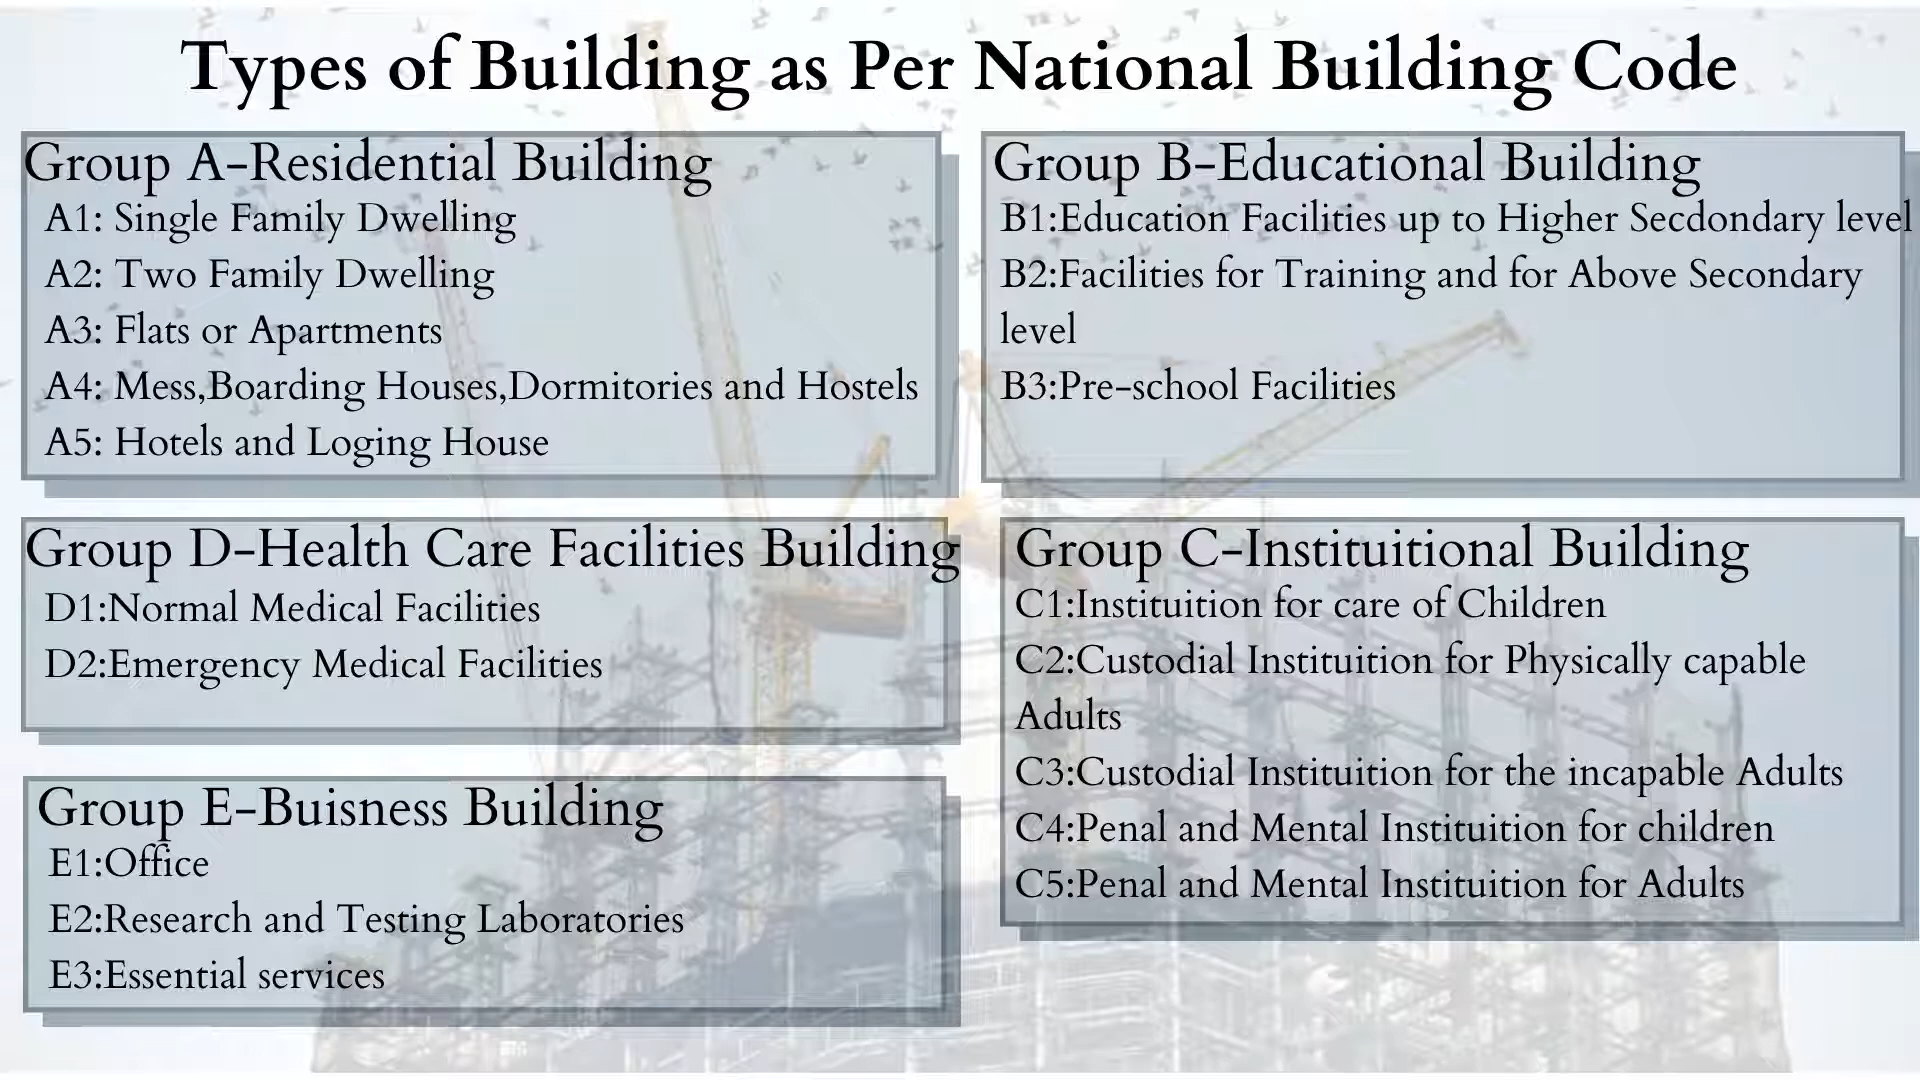 Types of Building as Per National Building Code
Group A-Residential Building
A1: Single Family Dwelling
A2: Two Family Dwelling
A3: Flats or Apartments
A4: Mess,Boarding Houses,Dormitories and Hostels
A5: Hotels and Loging House
Group B-Educational Building
B1:Education Facilities up to Higher Secdondary level
B2:Facilities for Training and for Above Secondary
level
B3:Pre-school Facilities
Group D-Health Care Facilities Building
D1:Normal Medical Facilities
D2:Emergency Medical Facilities
Group C-Instituitional Building
C1:Instituition for care of Children
C2:Custodial Instituition for Physically capable
Adults
C3:Custodial Instituition for the incapable Adults
C4:Penal and Mental Instituition for children
C5:Penal and Mental Instituition for Adults
Group E-Buisness Building
E1:Office
E2:Research and Testing Laboratories
E3:Essential services